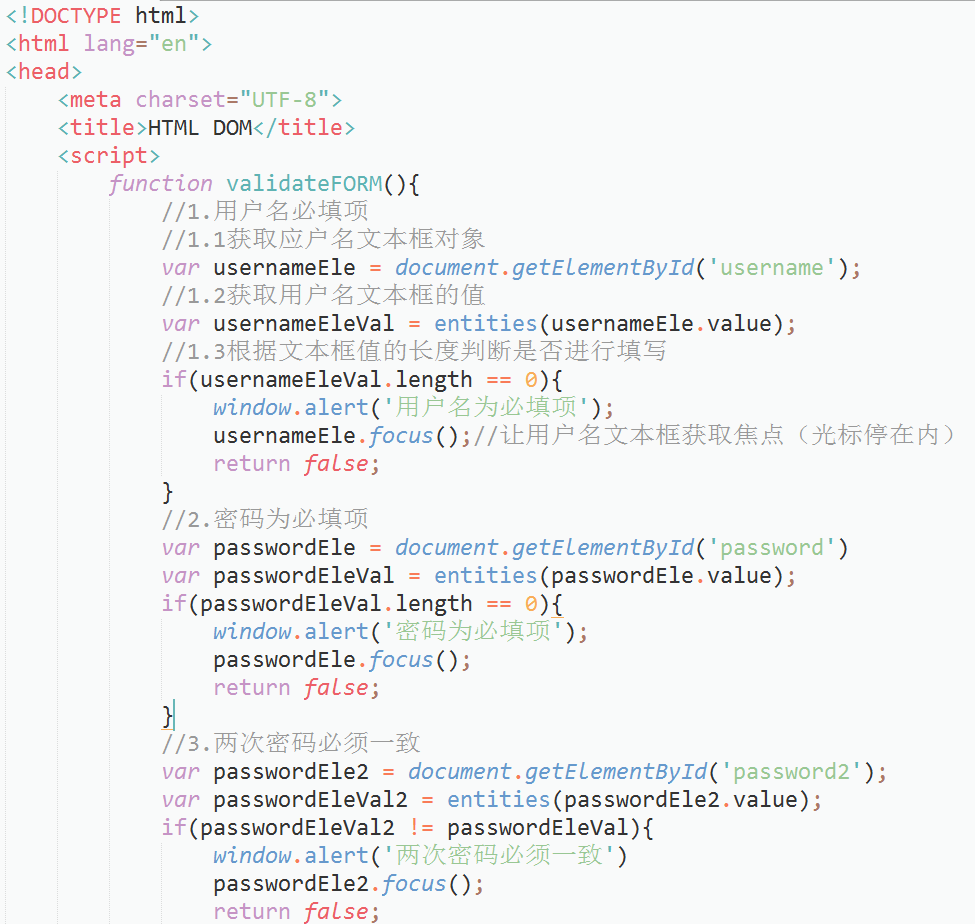 <!DOCTYPE html>
<html lang="en">
<head>
    <meta charset="UTF-8">
    <title>HTML DOM</title>
    <script>
        function validateFORM(){
            //1.用户名必填项
            //1.1获取应户名文本框对象
            var usernameEle = document.getElementById('username');
            //1.2获取用户名文本框的值
            var usernameEleVal = entities(usernameEle.value);
            //1.3根据文本框值的长度判断是否进行填写
            if(usernameEleVal.length == 0){
                window.alert('用户名为必填项');
                usernameEle.focus();//让用户名文本框获取焦点（光标停在内）
                return false;
            }
            //2.密码为必填项
            var passwordEle = document.getElementById('password')
            var passwordEleVal = entities(passwordEle.value);
            if(passwordEleVal.length == 0){
                window.alert('密码为必填项');
                passwordEle.focus();
                return false;
            }
            //3.两次密码必须一致
            var passwordEle2 = document.getElementById('password2');
            var passwordEleVal2 = entities(passwordEle2.value);
            if(passwordEleVal2 != passwordEleVal){
                window.alert('两次密码必须一致')
                passwordEle2.focus();
                return false;